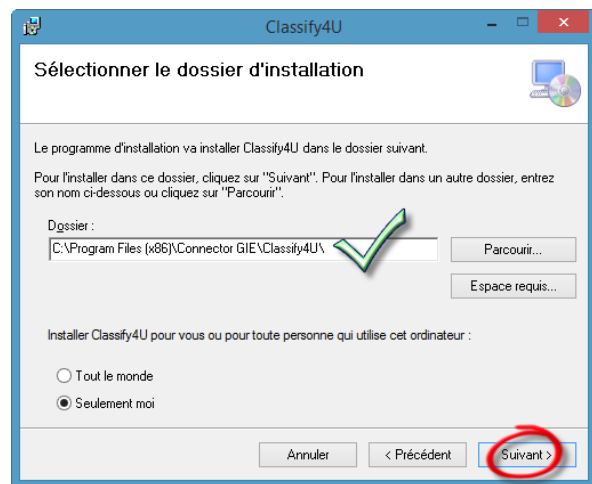 Classify4U
Sélectionner le dossier d'installation
Le programme d'installation va installer Classify4U dans le dossier suivant.
Pour l'installer dans ce dossier, cliquez sur "Suivant". Pour l'installer dans un autre dossier, entrez
son nom ci-dessous ou cliquez sur "Parcourir".
Dossier :
C:\Program Files (x86)\Connector GIE\Classify4U\
Parcourir...
Espace requis...
Installer Classify4U pour vous ou pour toute personne qui utilise cet ordinateur :
Tout le monde
Seulement moi
Annuler
< Précédent
Suivant >